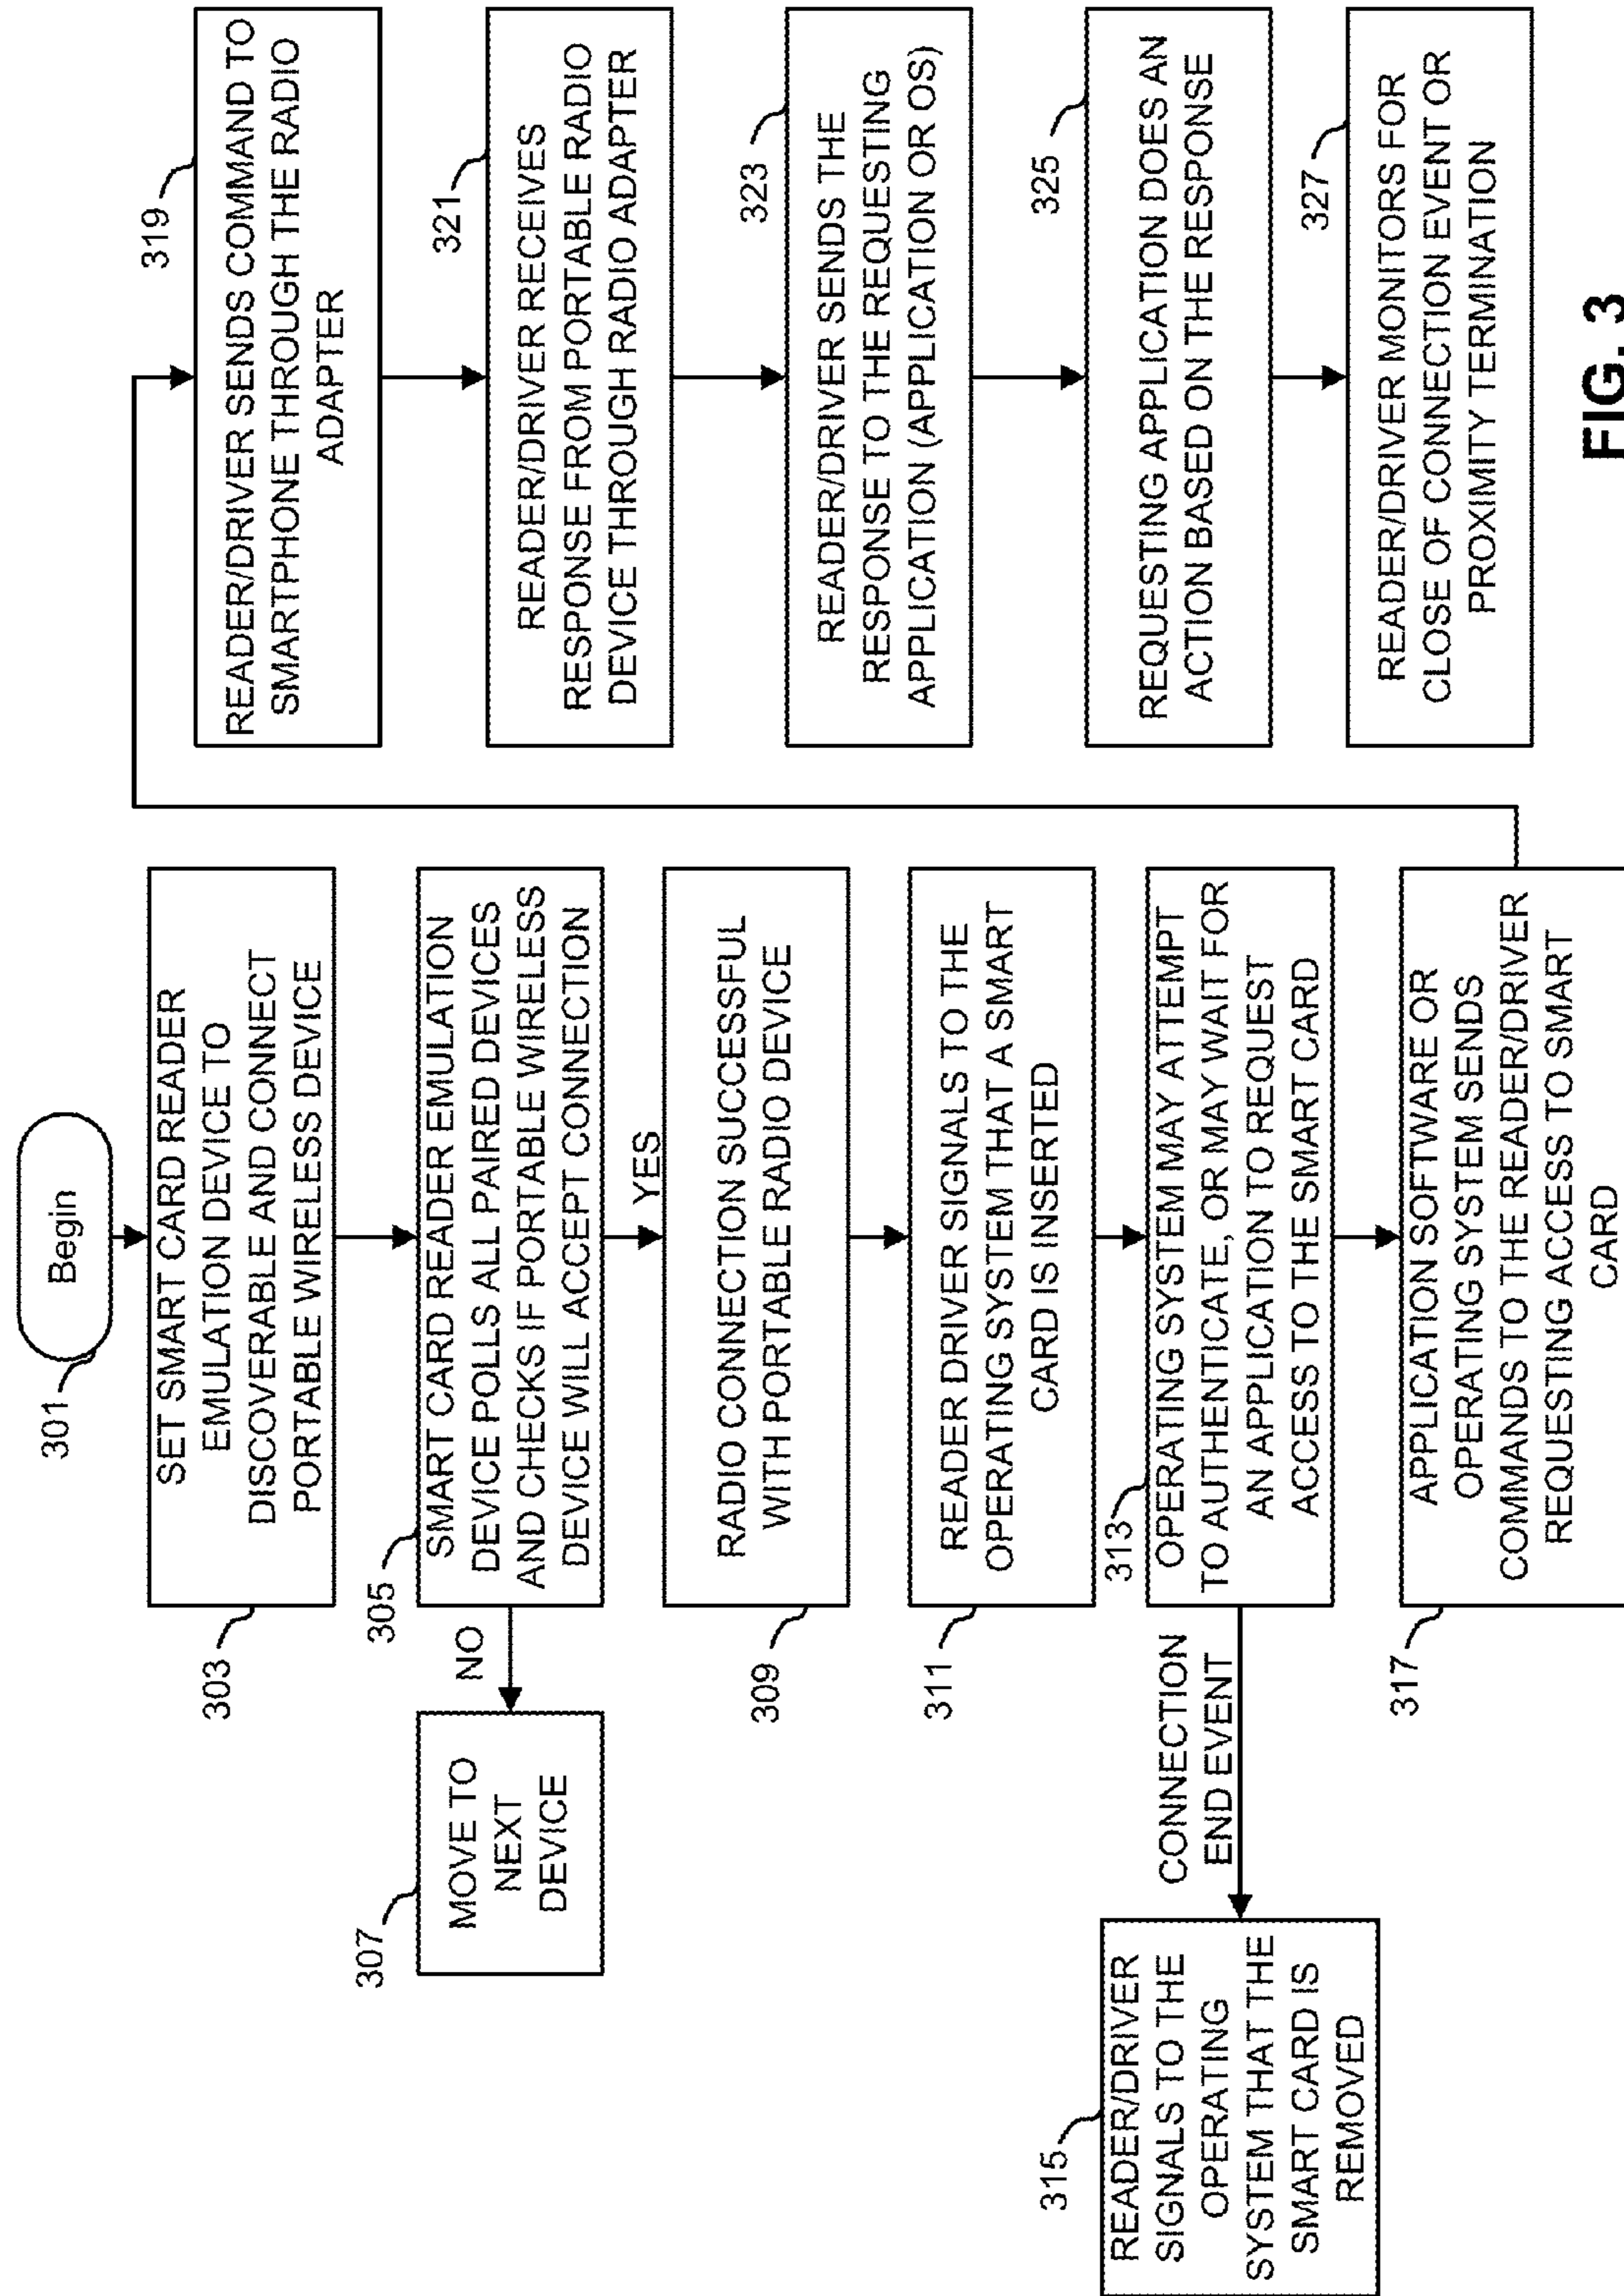 Begin
301
SET SMART CARD READER
EMULATION DEVICE TO
DISCOVERABLE AND CONNECT
PORTABLE WIRELESS DEVICE
303
SMART CARD READER EMULATION
DEVICE POLLS ALL PAIRED DEVICES
AND CHECKS IF PORTABLE WIRELESS
DEVICE WILL ACCEPT CONNECTION
305
NO
MOVE TO
NEXT
DEVICE
307
YES
RADIO CONNECTION SUCCESSFUL
WITH PORTABLE RADIO DEVICE
309
READER DRIVER SIGNALS TO THE
OPERATING SYSTEM THAT A SMART
CARD IS INSERTED
311
OPERATING SYSTEM MAY ATTEMPT
TO AUTHENTICATE, OR MAY WAIT FOR
AN APPLICATION TO REQUEST
ACCESS TO THE SMART CARD
313
CONNECTION
END EVENT
READER/DRIVER
SIGNALS TO THE
OPERATING
SYSTEM THAT THE
SMART CARD IS
REMOVED
315
APPLICATION SOFTWARE OR
OPERATING SYSTEM SENDS
COMMANDS TO THE READER/DRIVER
REQUESTING ACCESS TO SMART
CARD
317
319
READER/DRIVER SENDS COMMAND TO
SMARTPHONE THROUGH THE RADIO
ADAPTER
321
READER/DRIVER RECEIVES
RESPONSE FROM PORTABLE RADIO
DEVICE THROUGH RADIO ADAPTER
323
READER/DRIVER SENDS THE
RESPONSE TO THE REQUESTING
APPLICATION (APPLICATION OR OS)
325
REQUESTING APPLICATION DOES AN
ACTION BASED ON THE RESPONSE
327
READER/DRIVER MONITORS FOR
CLOSE OF CONNECTION EVENT OR
PROXIMITY TERMINATION
FIG. 3